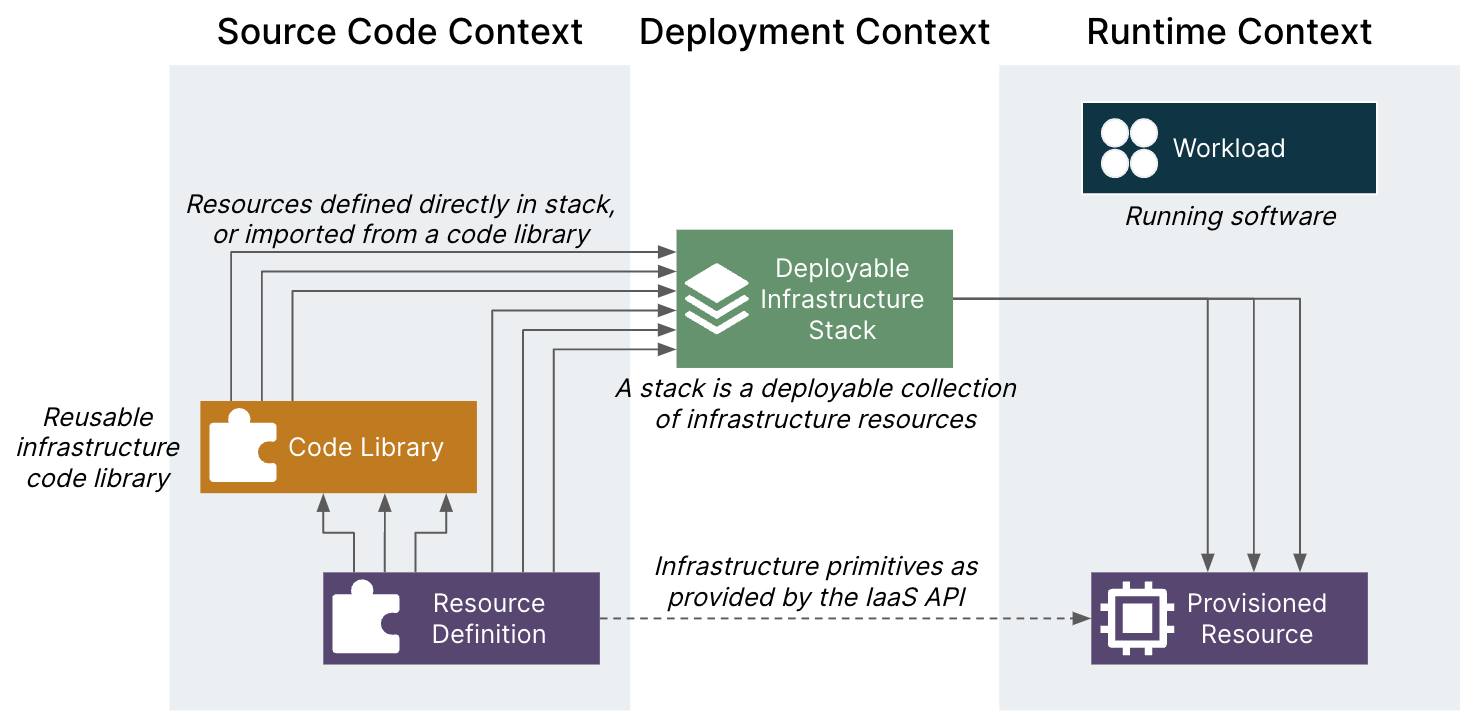 Source Code Context
Deployment Context
Runtime Context
Workload
Running software
Resources defined directly in stack,
or imported from a code library
Deployable
Infrastructure
Stack
A stack is a deployable collection
of infrastructure resources
Reusable
infrastructure
code library
Code Library
Infrastructure primitives as
provided by the IaaS API
Resource
Definition
Provisioned
Resource